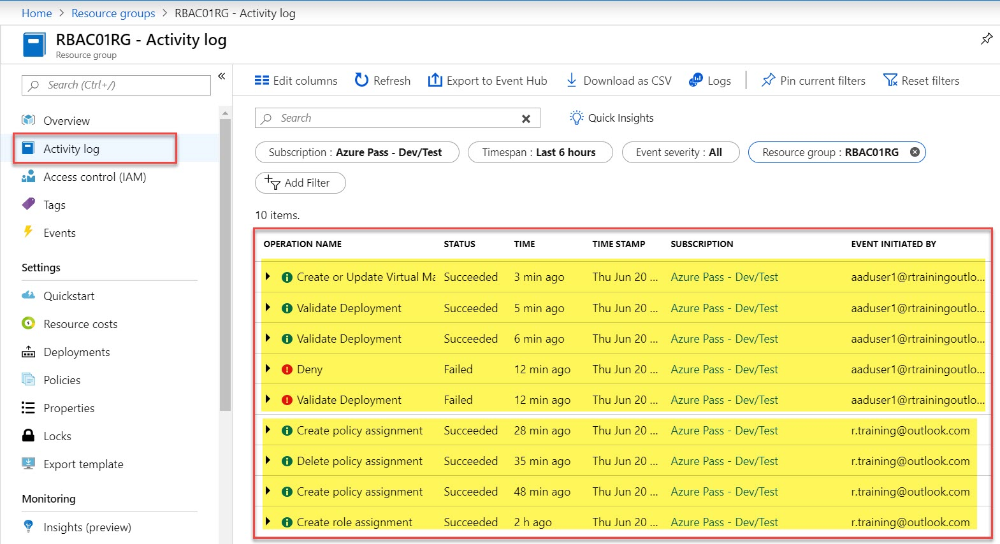 Home > Resource groups > RBAC01RG - Activity log
RBAC01RG - Activity log
Resource group
Search (Ctrl+/)
«
Overview
Activity log
Access control (IAM)
Tags
Events
Settings
Quickstart
Resource costs
Deployments
Policies
Properties
Locks
Export template
Monitoring
Insights (preview)
Edit columns Refresh Export to Event Hub Download as CSV Logs Pin current filters Reset filters
Search Quick Insights
Subscription : Azure Pass - Dev/Test Timespan : Last 6 hours Event severity : All Resource group : RBAC01RG
Add Filter
10 items.
OPERATION NAME STATUS TIME TIME STAMP SUBSCRIPTION EVENT INITIATED BY
Create or Update Virtual Ma Succeeded 3 min ago Thu Jun 20 ... Azure Pass - Dev/Test aaduser1@rtrainingoutlo...
Validate Deployment Succeeded 5 min ago Thu Jun 20 ... Azure Pass - Dev/Test aaduser1@rtrainingoutlo...
Validate Deployment Succeeded 6 min ago Thu Jun 20 ... Azure Pass - Dev/Test aaduser1@rtrainingoutlo...
Deny Failed 12 min ago Thu Jun 20 ... Azure Pass - Dev/Test aaduser1@rtrainingoutlo...
Validate Deployment Failed 12 min ago Thu Jun 20 ... Azure Pass - Dev/Test aaduser1@rtrainingoutlo...
Create policy assignment Succeeded 28 min ago Thu Jun 20 ... Azure Pass - Dev/Test r.training@outlook.com
Delete policy assignment Succeeded 35 min ago Thu Jun 20 ... Azure Pass - Dev/Test r.training@outlook.com
Create policy assignment Succeeded 48 min ago Thu Jun 20 ... Azure Pass - Dev/Test r.training@outlook.com
Create role assignment Succeeded 2 h ago Thu Jun 20 ... Azure Pass - Dev/Test r.training@outlook.com